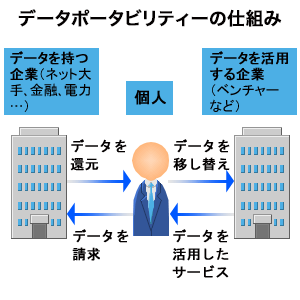 データポータビリティーの仕組み
データを持つ
企業(ネット大
手、金融、電力
…)
個人
データを活用
する企業
(ベンチャー
など)
データを
還元
データを
移し替え
データを
請求
データを
活用した
サービス